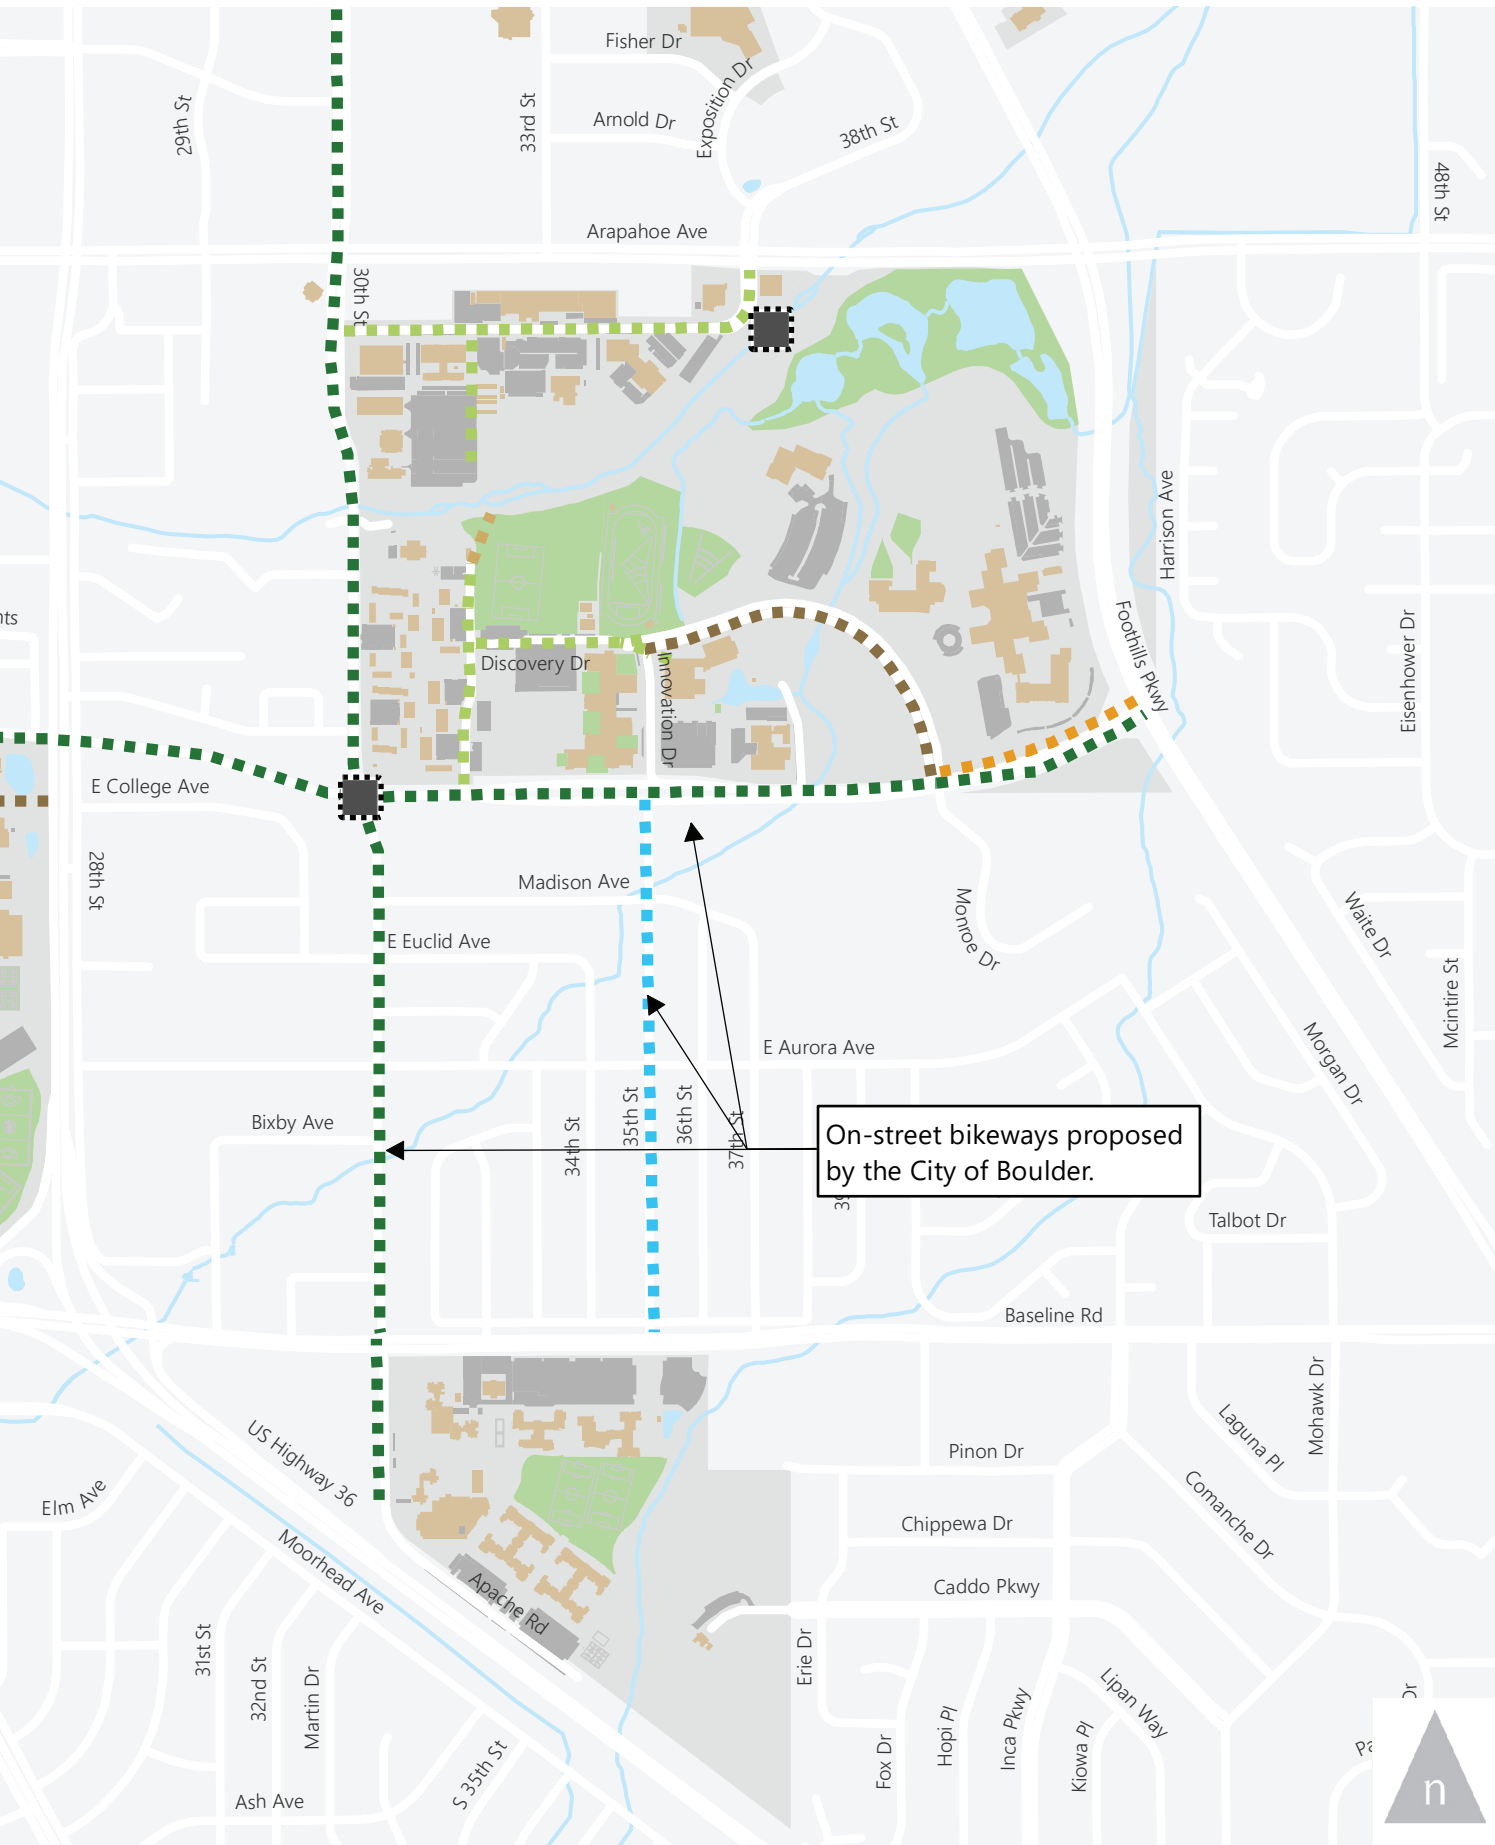 Fisher Dr
Exposition Dr
29th St
33rd St
Arnold Dr
38th St
48th St
Arapahoe Ave
30th St
Harrison Ave
nts
Foothills Pkwy
Eisenhower Dr
Discovery Dr
Innovation Dr
E College Ave
28th St
Madison Ave
E Euclid Ave
Monroe Dr
Waite Dr
Mcintire St
E Aurora Ave
Morgan Dr
Bixby Ave
34th St
35th St
36th St
37th St
On-street bikeways proposed
by the City of Boulder.
Talbot Dr
Baseline Rd
Mohawk Dr
Laguna Pl
US Highway 36
Pinon Dr
Elm Ave
Comanche Dr
Chippewa Dr
Moorhead Ave
Apache Rd
Caddo Pkwy
31st St
32nd St
Martin Dr
Erie Dr
Lipan Way
Dr
Hopi Pl
Inca Pkwy
Kiowa Pl
Fox Dr
S 35th St
Pa
Ash Ave
n